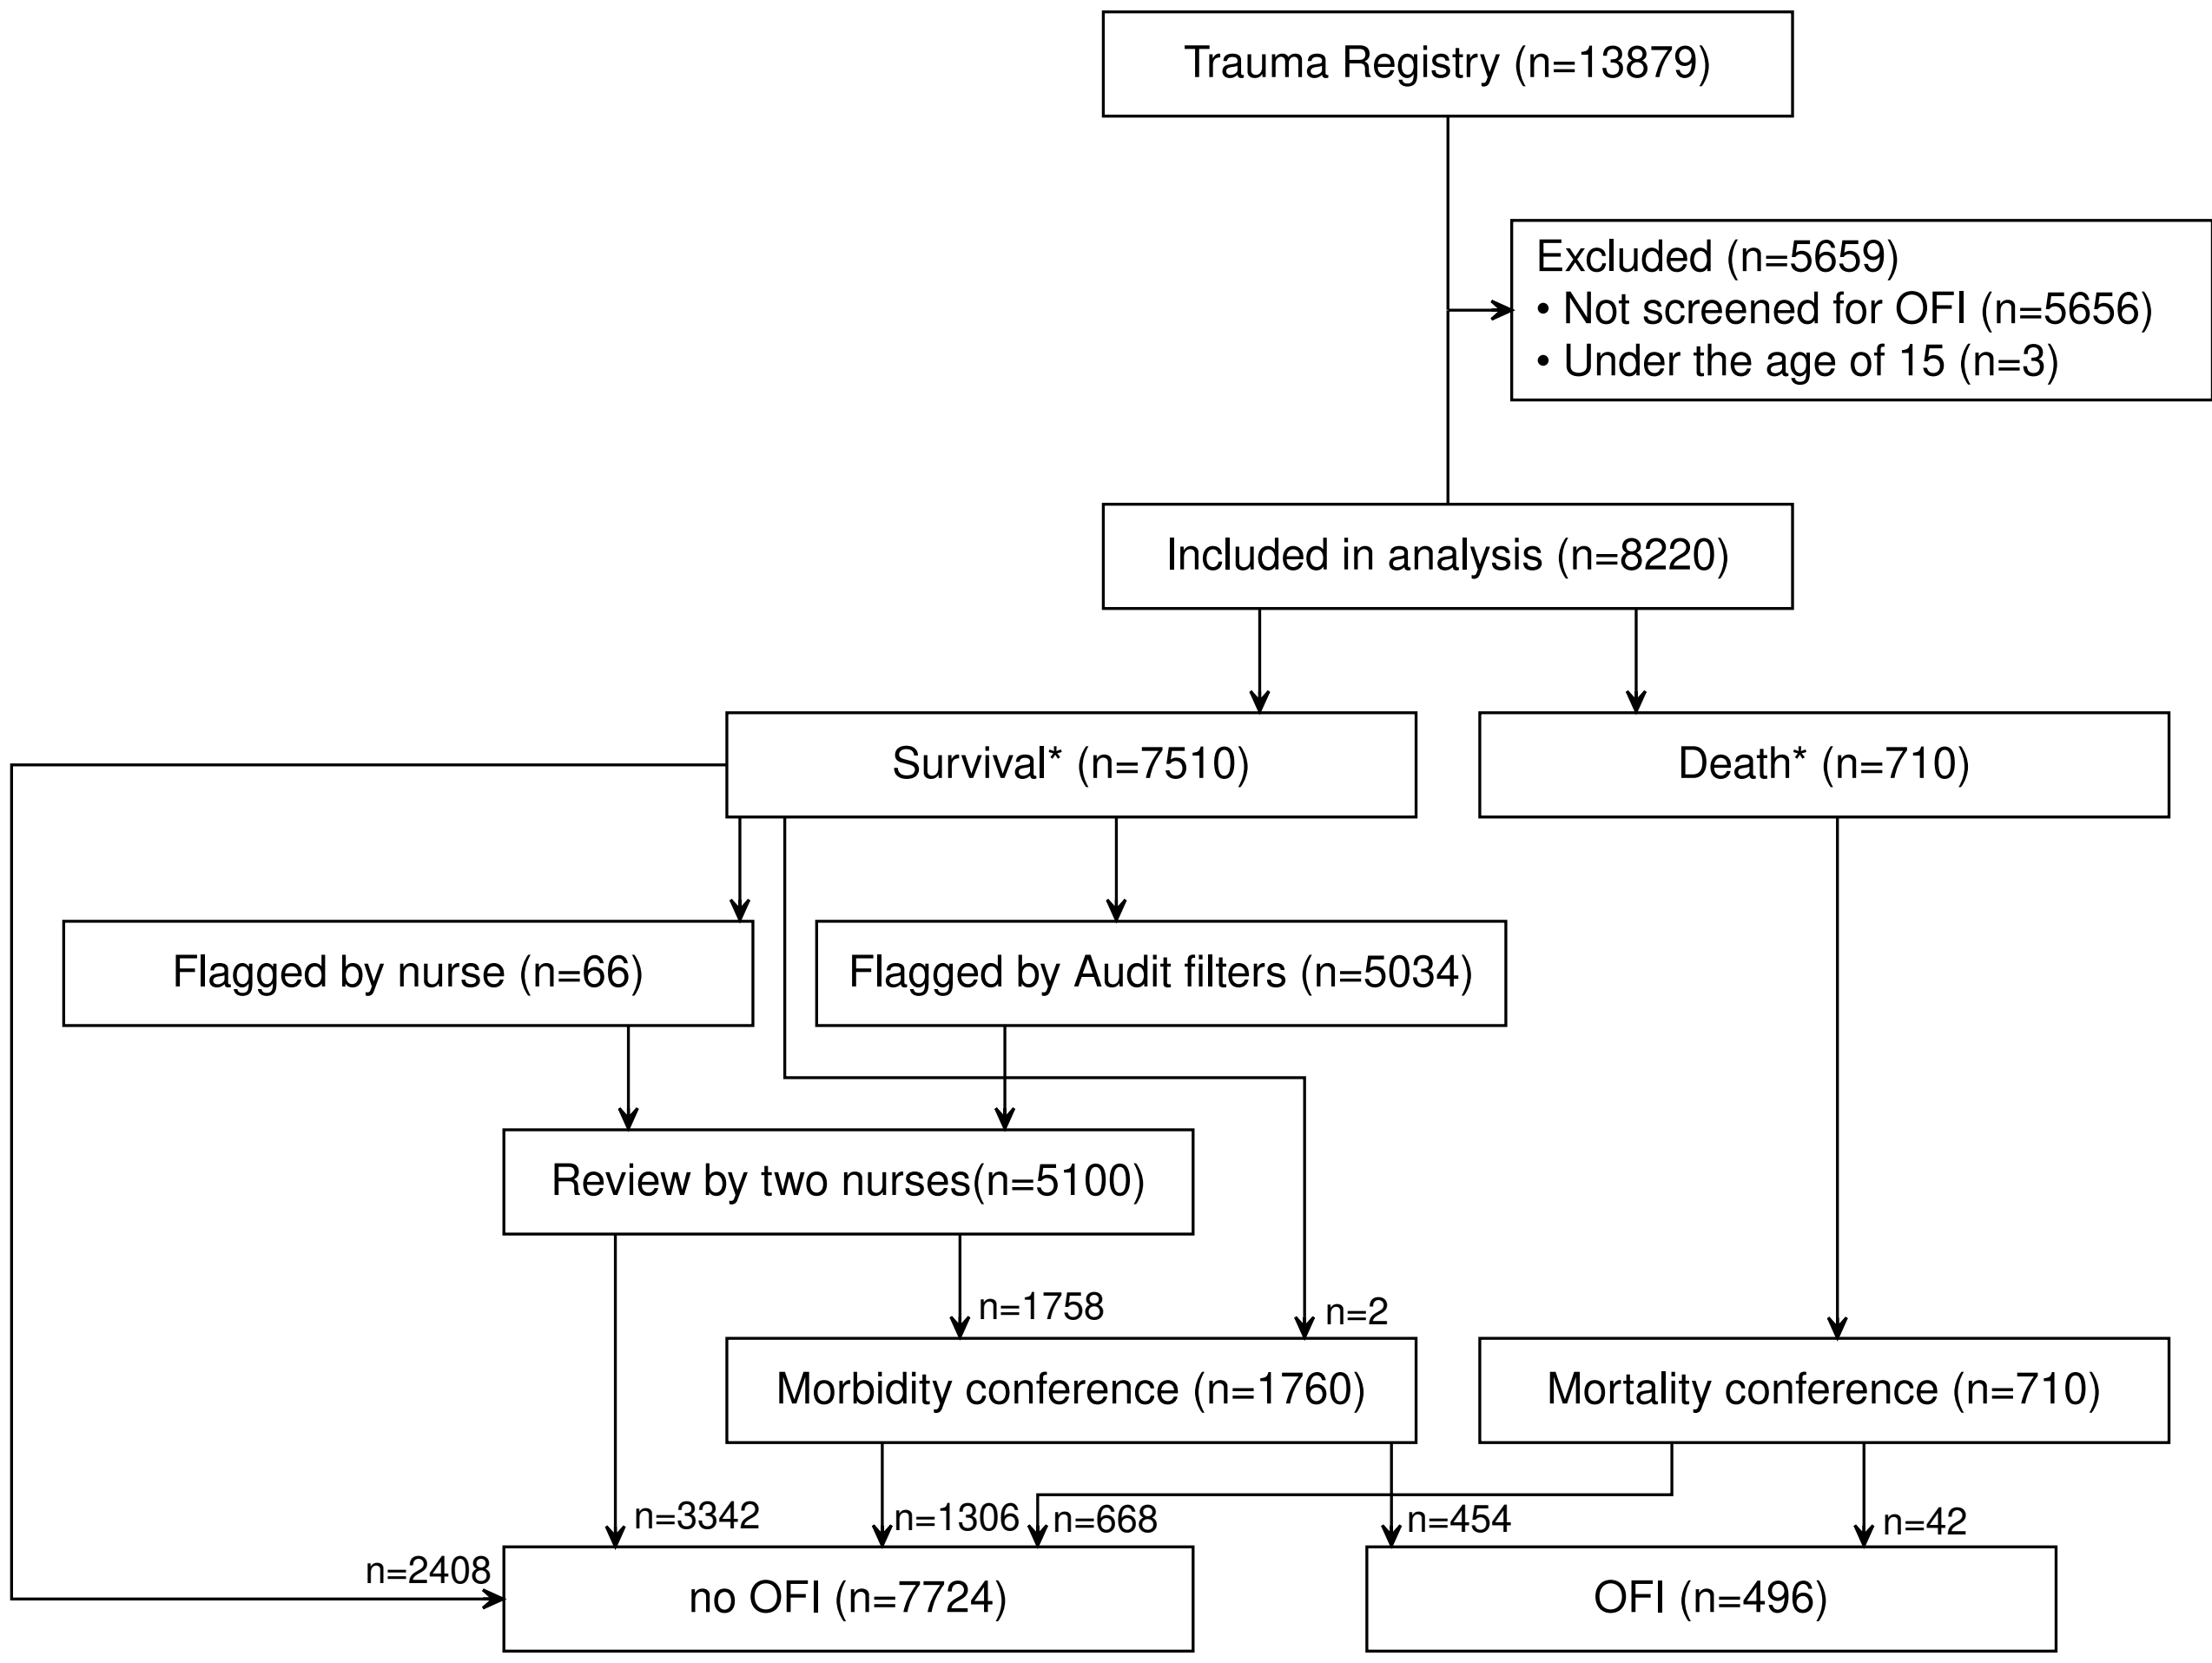 Trauma Registry (n=13879)
Excluded (n=5659)
• Not screened for OFI (n=5656)
• Under the age of 15 (n=3)
Included in analysis (n=8220)
Survival* (n=7510)
Death* (n=710)
Flagged by nurse (n=66)
Flagged by Audit filters (n=5034)
Review by two nurses(n=5100)
n=1758
n=2
Morbidity conference (n=1760)
Mortality conference (n=710)
n=3342
n=1306
n=668
n=454
n=42
n=2408
no OFI (n=7724)
OFI (n=496)